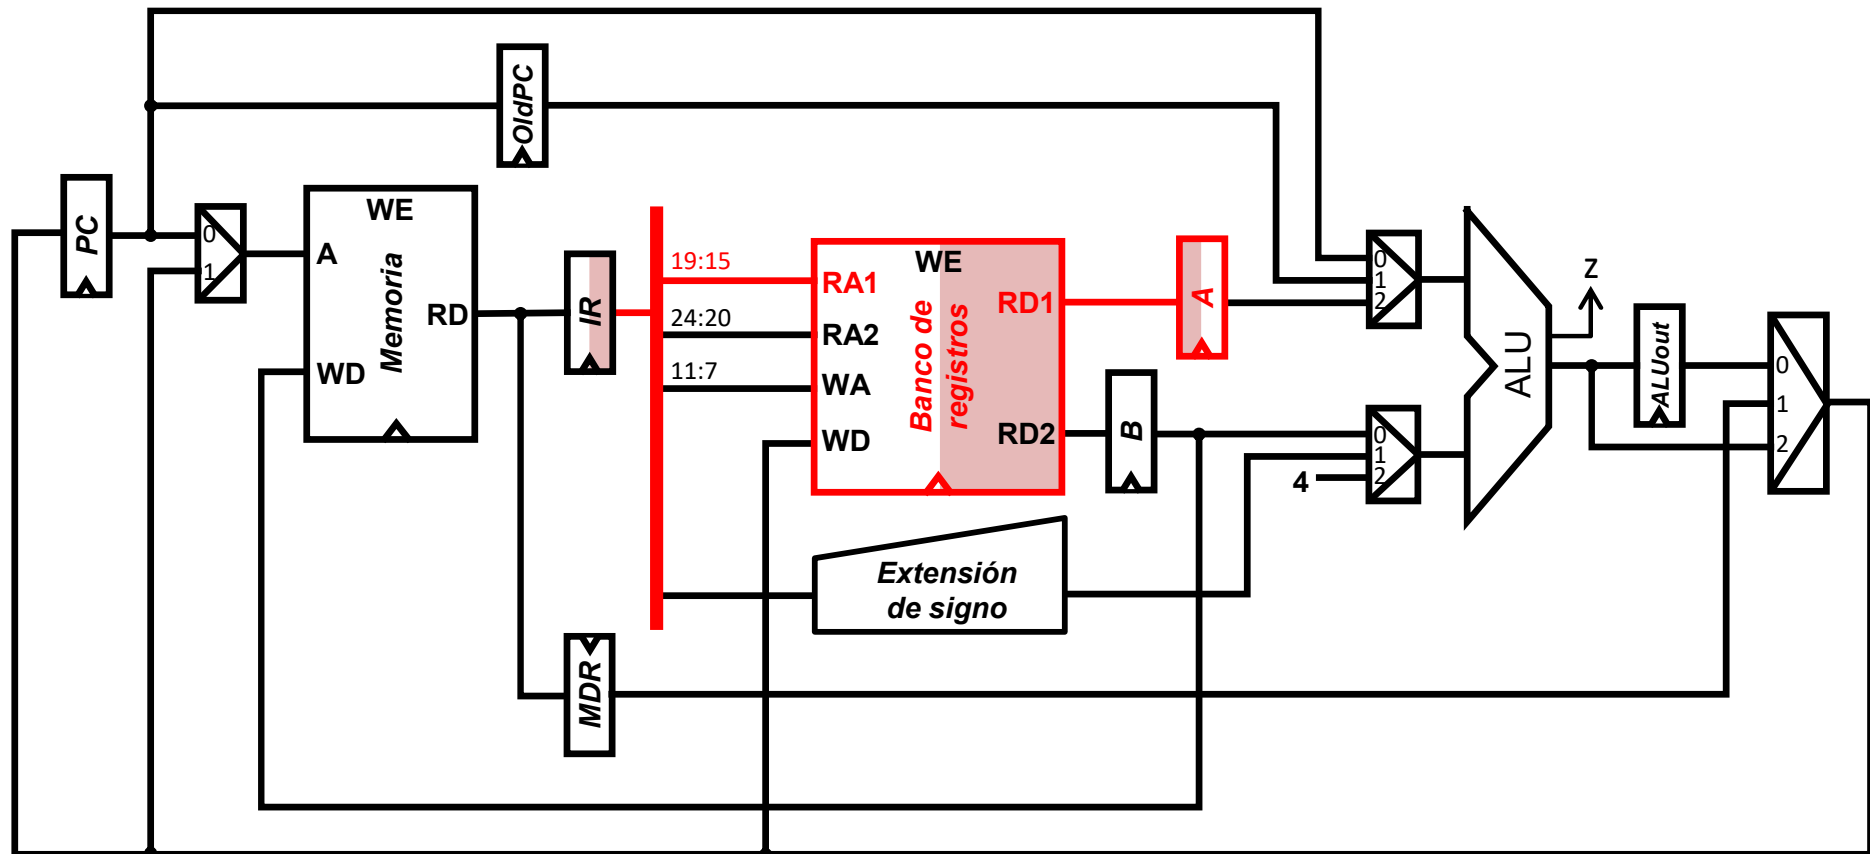 OldPC
PC
0
1
WE
A
Memoria
RD
WD
IR
19:15
24:20
11:7
WE
RA1
RA2
WA
WD
Banco de
registros
RD1
RD2
A
B
Extensión
de signo
MDR
0
1
2
0
1
2
4
ALU
Z
ALUout
0
1
2